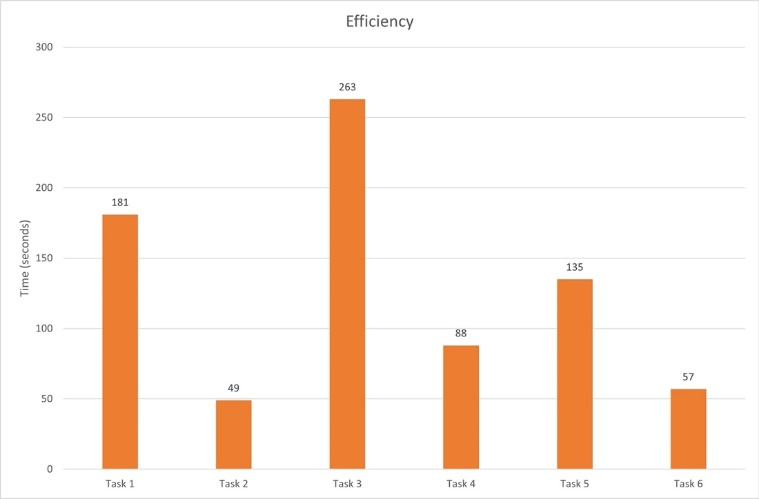 Efficiency
Time (seconds)
300
250
200
150
100
50
0
181
49
263
88
135
57
Task 1
Task 2
Task 3
Task 4
Task 5
Task 6